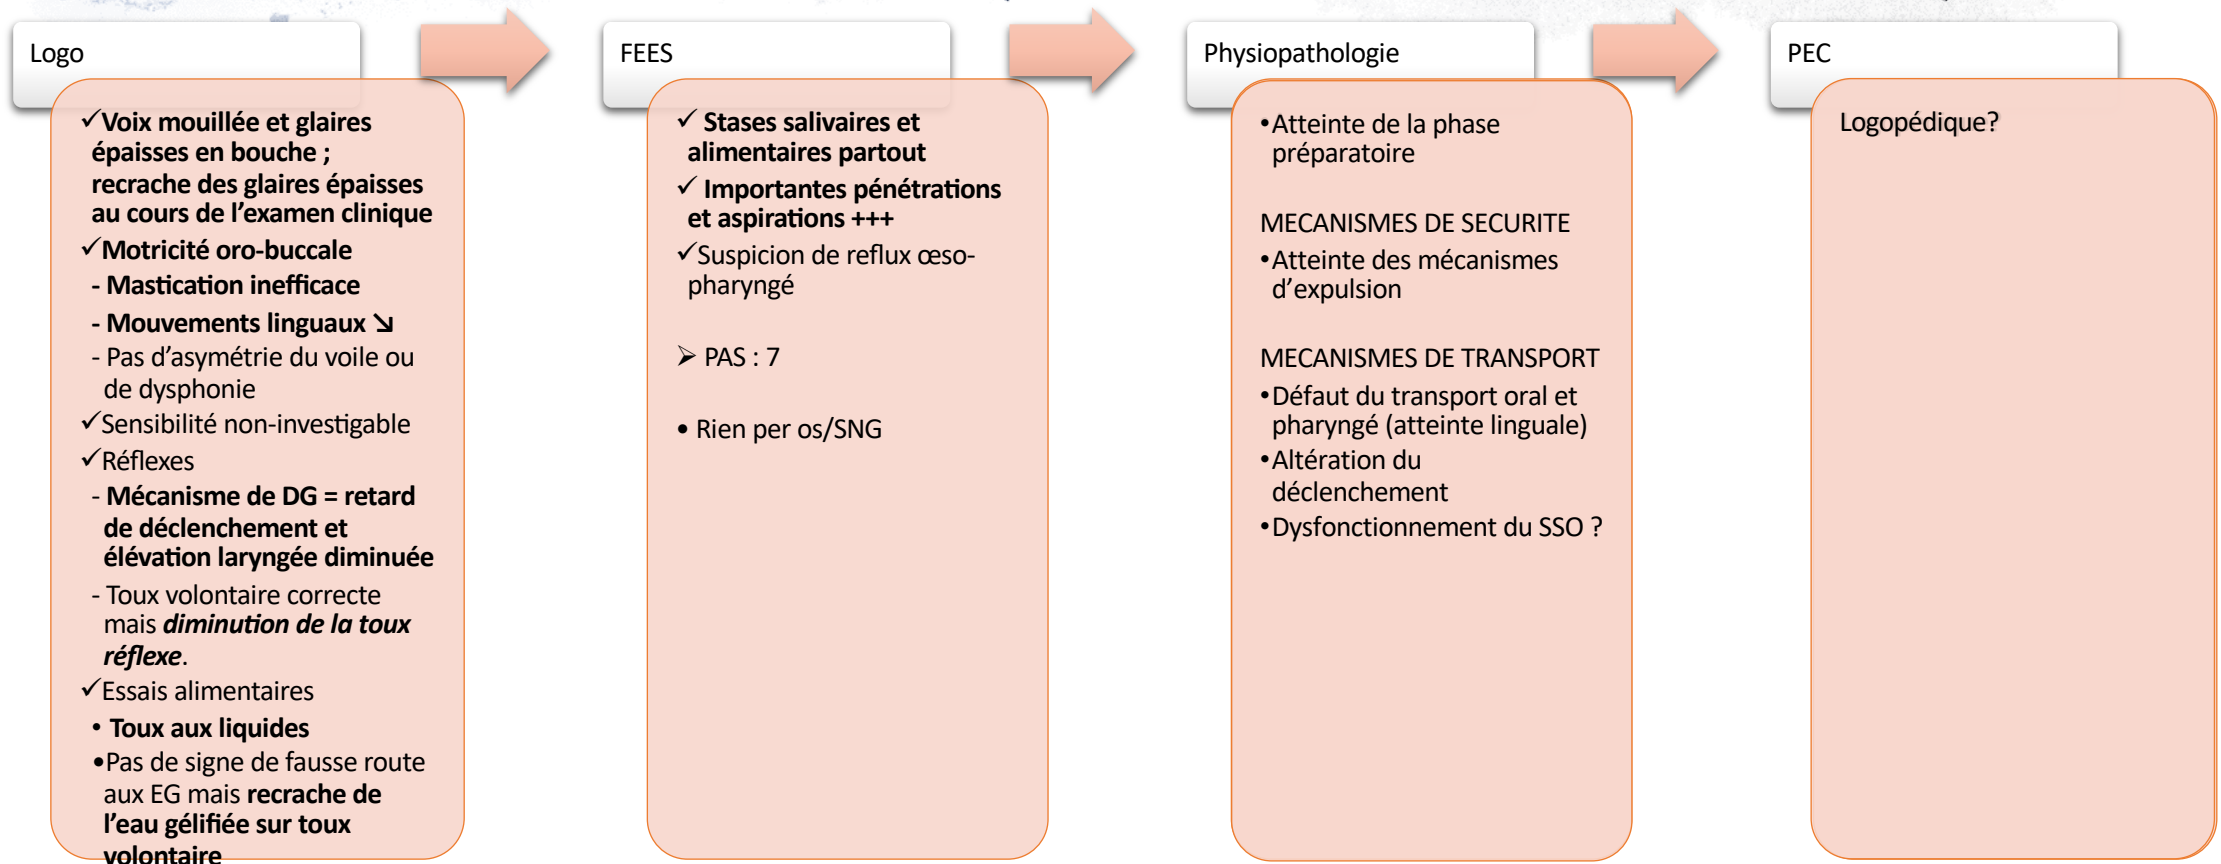 Logo
✓Voix mouillée et glaires
épaisses en bouche ;
recrache des glaires épaisses
au cours de l’examen clinique
✓Motricité oro-buccale
- Mastication inefficace
- Mouvements linguaux ↘
- Pas d’asymétrie du voile ou
de dysphonie
✓Sensibilité non-investigable
✓Réflexes
- Mécanisme de DG = retard
de déclenchement et
élévation laryngée diminuée
- Toux volontaire correcte
mais diminution de la toux
réflexe.
✓Essais alimentaires
• Toux aux liquides
•Pas de signe de fausse route
aux EG mais recrache de
l’eau gélifiée sur toux
volontaire
FEES
✓ Stases salivaires et
alimentaires partout
✓ Importantes pénétrations
et aspirations +++
✓Suspicion de reflux œso-
pharyngé
➢ PAS : 7
• Rien per os/SNG
Physiopathologie
•Atteinte de la phase
préparatoire
MECANISMES DE SECURITE
•Atteinte des mécanismes
d’expulsion
MECANISMES DE TRANSPORT
•Défaut du transport oral et
pharyngé (atteinte linguale)
•Altération du
déclenchement
•Dysfonctionnement du SSO ?
PEC
Logopédique?